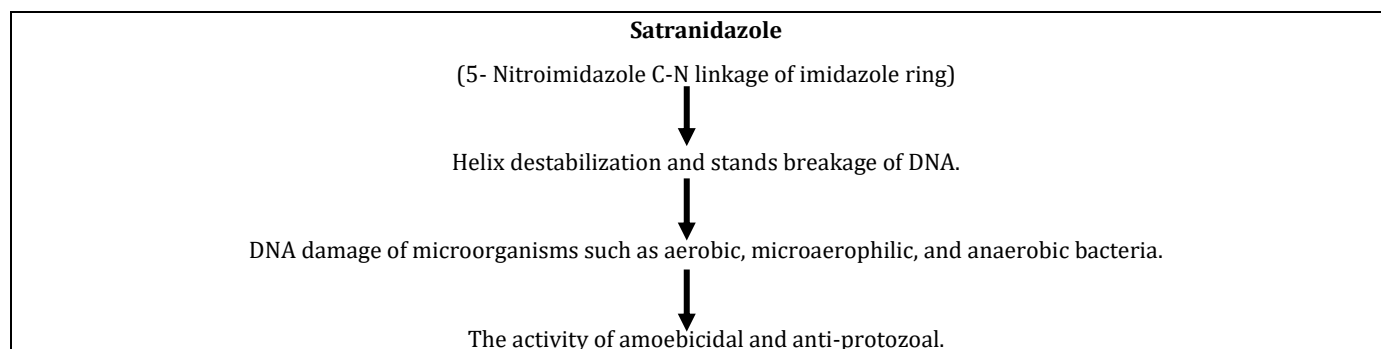 Satranidazole
(5- Nitroimidazole C-N linkage of imidazole ring)
Helix destabilization and stands breakage of DNA.
DNA damage of microorganisms such as aerobic, microaerophilic, and anaerobic bacteria.
The activity of amoebicidal and anti-protozoal.